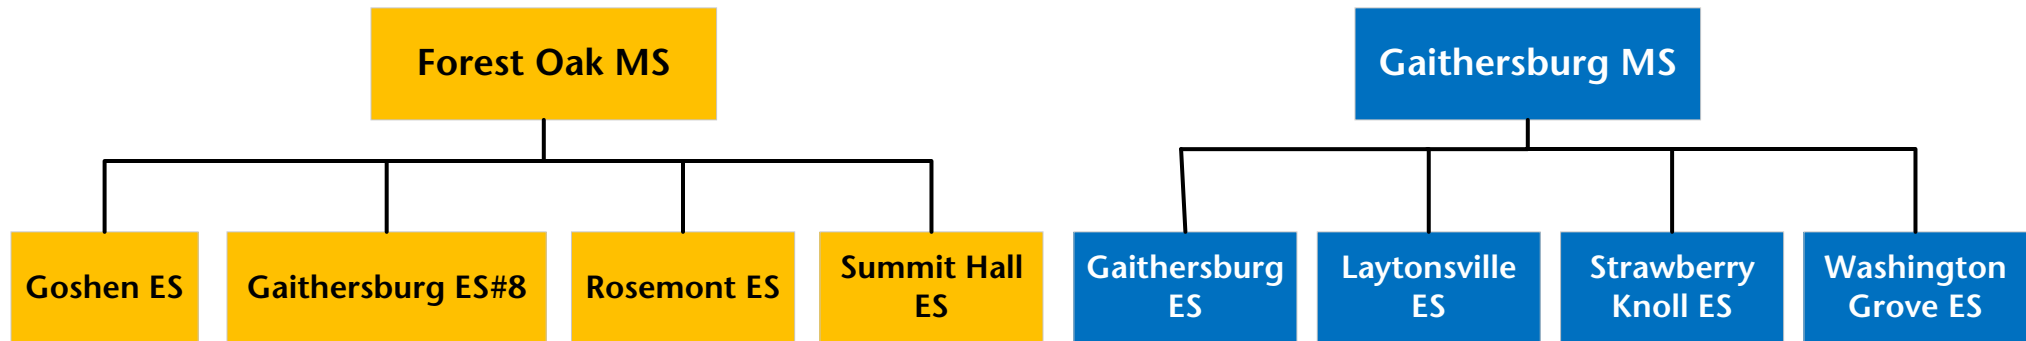 Forest Oak MS
Gaithersburg MS
Goshen ES
Gaithersburg ES#8
Rosemont ES
Summit Hall
ES
Gaithersburg
ES
Laytonsville
ES
Strawberry
Knoll ES
Washington
Grove ES